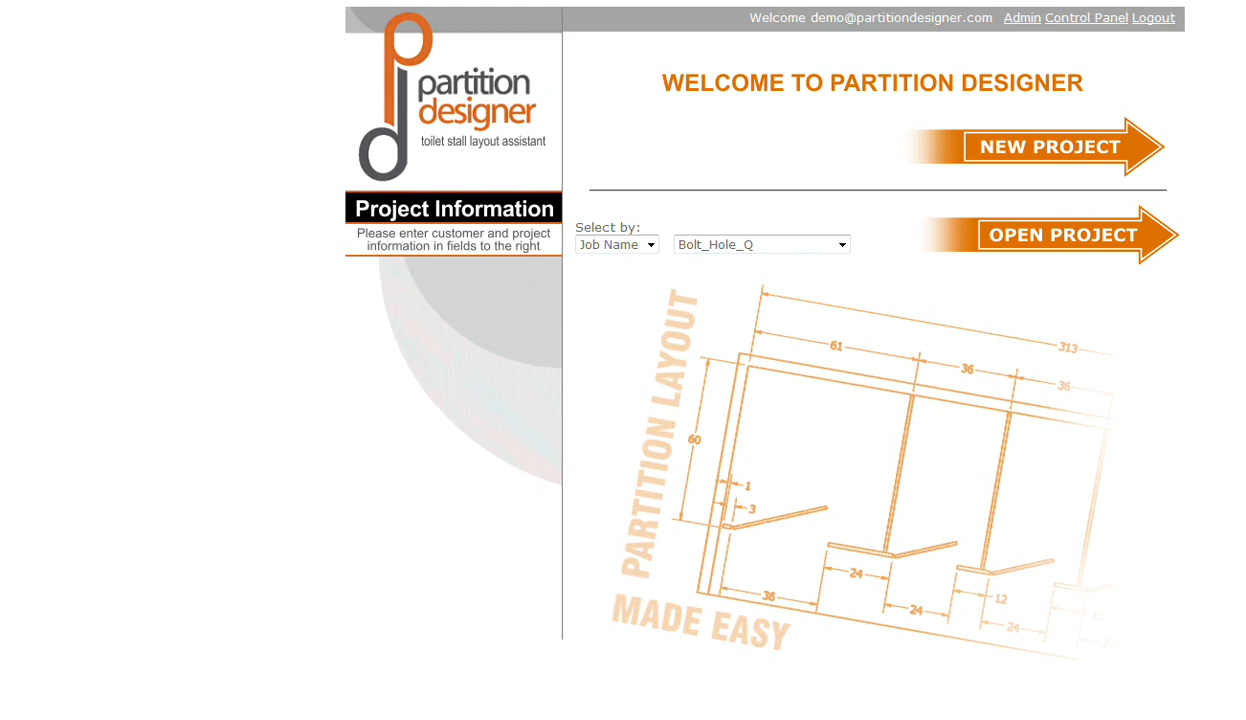 Welcome demo@partitiondesigner.com Admin Control Panel Logout
partition
designer
toilet stall layout assistant
WELCOME TO PARTITION DESIGNER
NEW PROJECT
Project Information
Please enter customer and project
information in fields to the right
Select by:
Job Name Bolt_Hole_Q
OPEN PROJECT
PARTITION LAYOUT
MADE EASY
313
61
36
36
60
1
3
24
36
24
12
24
12